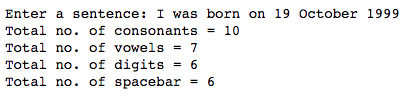 Enter a sentence: I was born on 19 October 1999
Total no. of consonants = 10
Total no. of vowels = 7
Total no. of digits = 6
Total no. of spacebar = 6